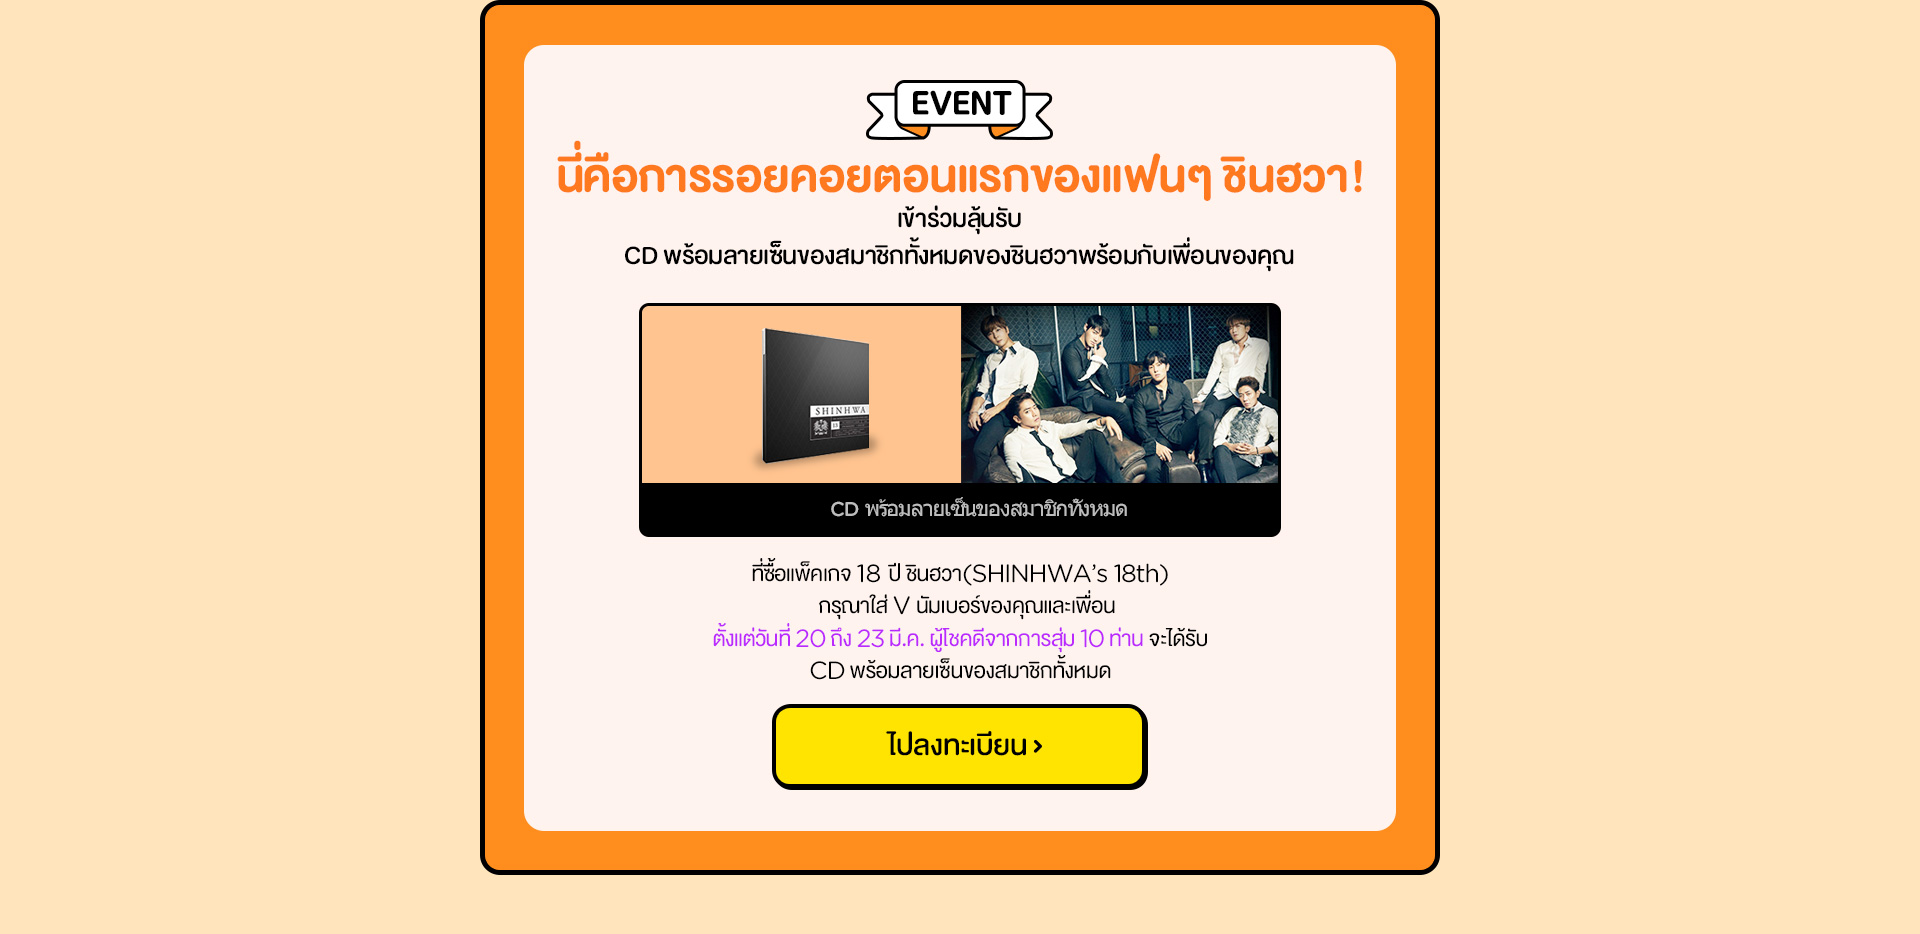 EVENT
นี่คือการรอยคอยตอนแรกของแฟนๆ ชินฮวา!
เข้าร่วมลุ้นรับ
CD พร้อมลายเซ็นของสมาชิกทั้งหมดของชินฮวาพร้อมกับเพื่อนของคุณ
SHINHWA
CD พร้อมลายเซ็นของสมาชิกทั้งหมด
ที่ซื้อแพ็คเกจ 18 ปี ชินฮวา(SHINHWA’s 18th)
กรุณาใส่ V นัมเบอร์ของคุณและเพื่อน
ตั้งแต่วันที่ 20 ถึง 23 มี.ค. ผู้โชคดีจากการสุ่ม 10 ท่าน จะได้รับ
CD พร้อมลายเซ็นของสมาชิกทั้งหมด
ไปลงทะเบียน ›